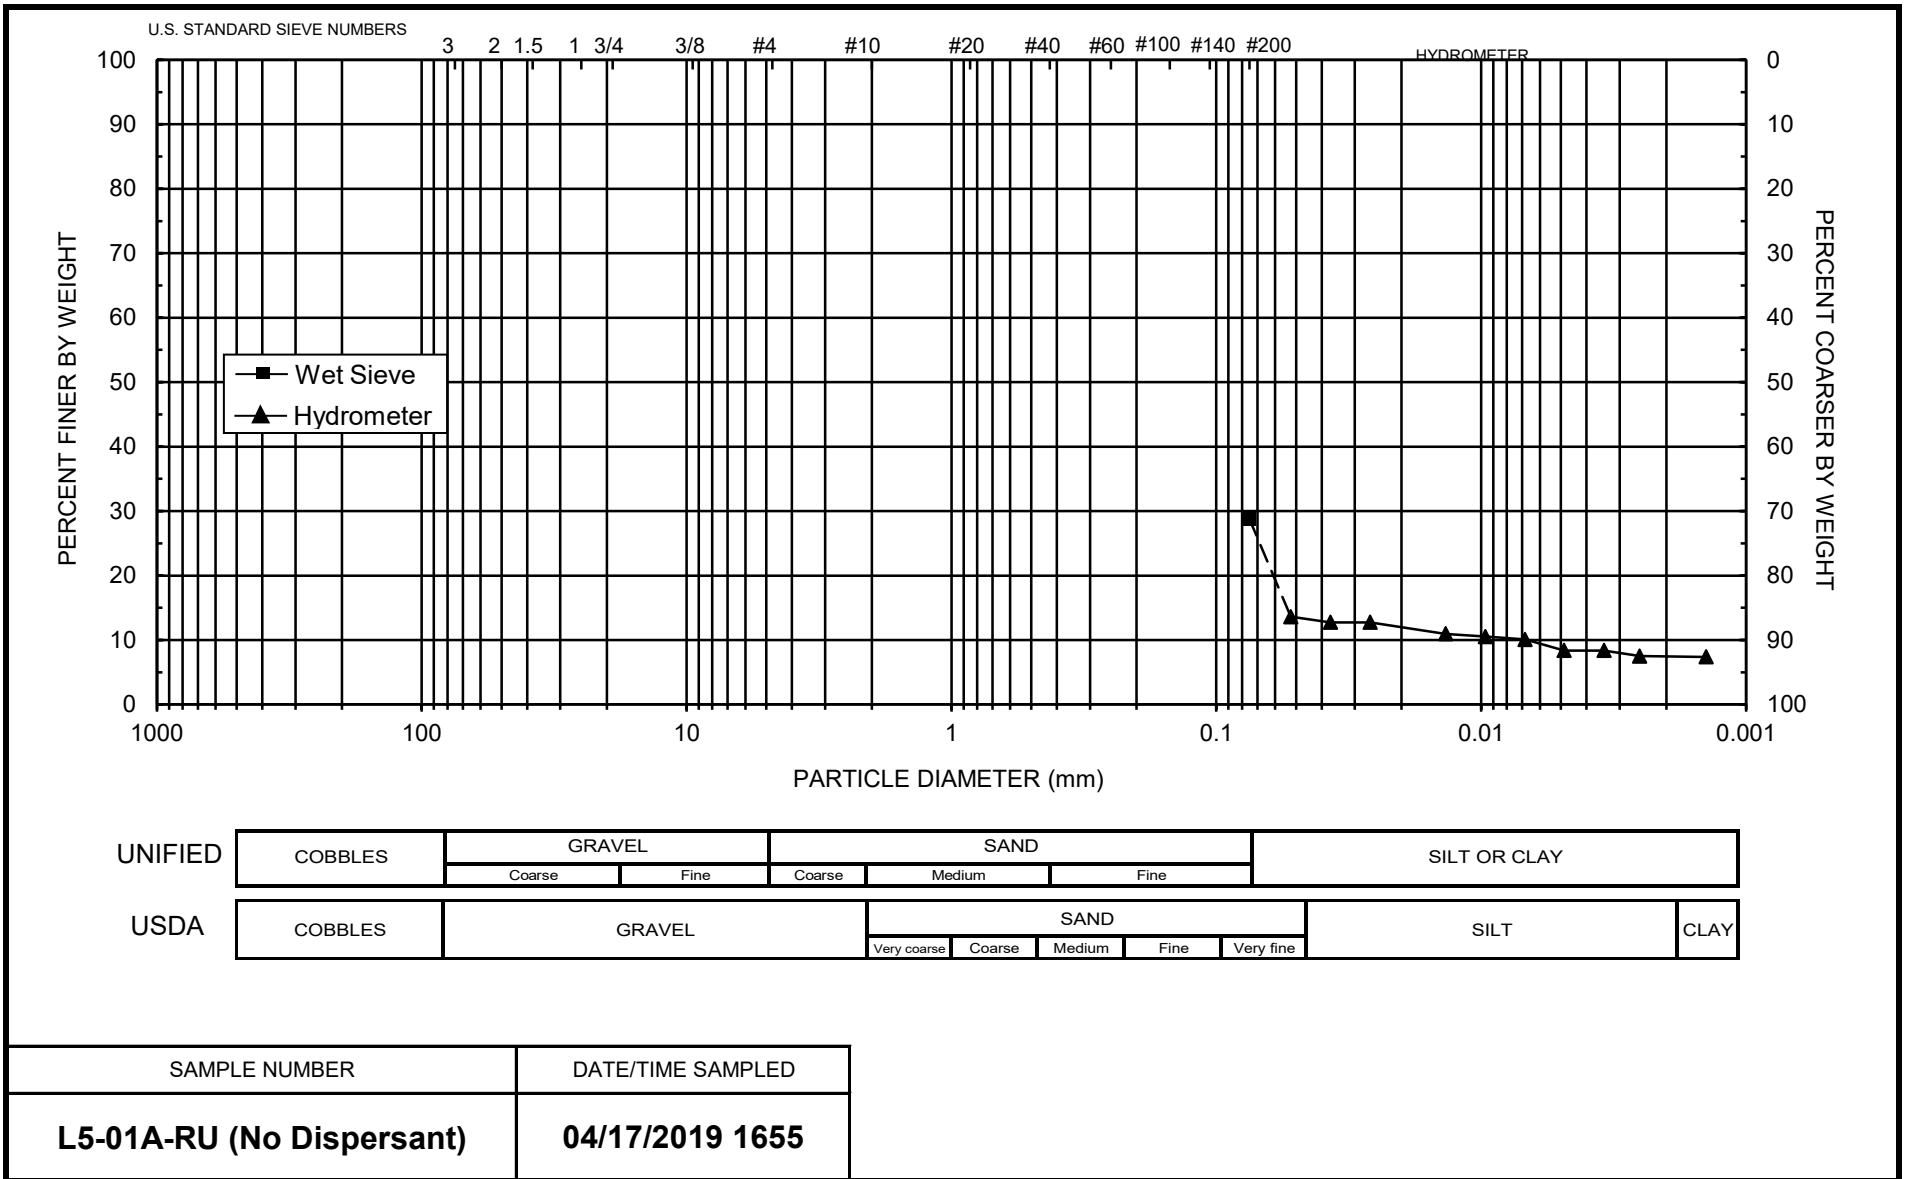 U.S. STANDARD SIEVE NUMBERS
3 2 1.5 1 3/4 3/8 #4 #10 #20 #40 #60 #100 #140 #200
HYDROMETER
100 0
90 10
80 20
70 30
60 40
50 50
40 60
30 70
20 80
10 90
0 100
PERCENT FINER BY WEIGHT
PERCENT COARSER BY WEIGHT
Wet Sieve
Hydrometer
1000 100 10 1 0.1 0.01 0.001
PARTICLE DIAMETER (mm)
UNIFIED
COBBLES GRAVEL SAND SILT OR CLAY
Coarse Fine Coarse Medium Fine
USDA
COBBLES GRAVEL SAND SILT CLAY
Very coarse Coarse Medium Fine Very fine
SAMPLE NUMBER DATE/TIME SAMPLED
L5-01A-RU (No Dispersant) 04/17/2019 1655